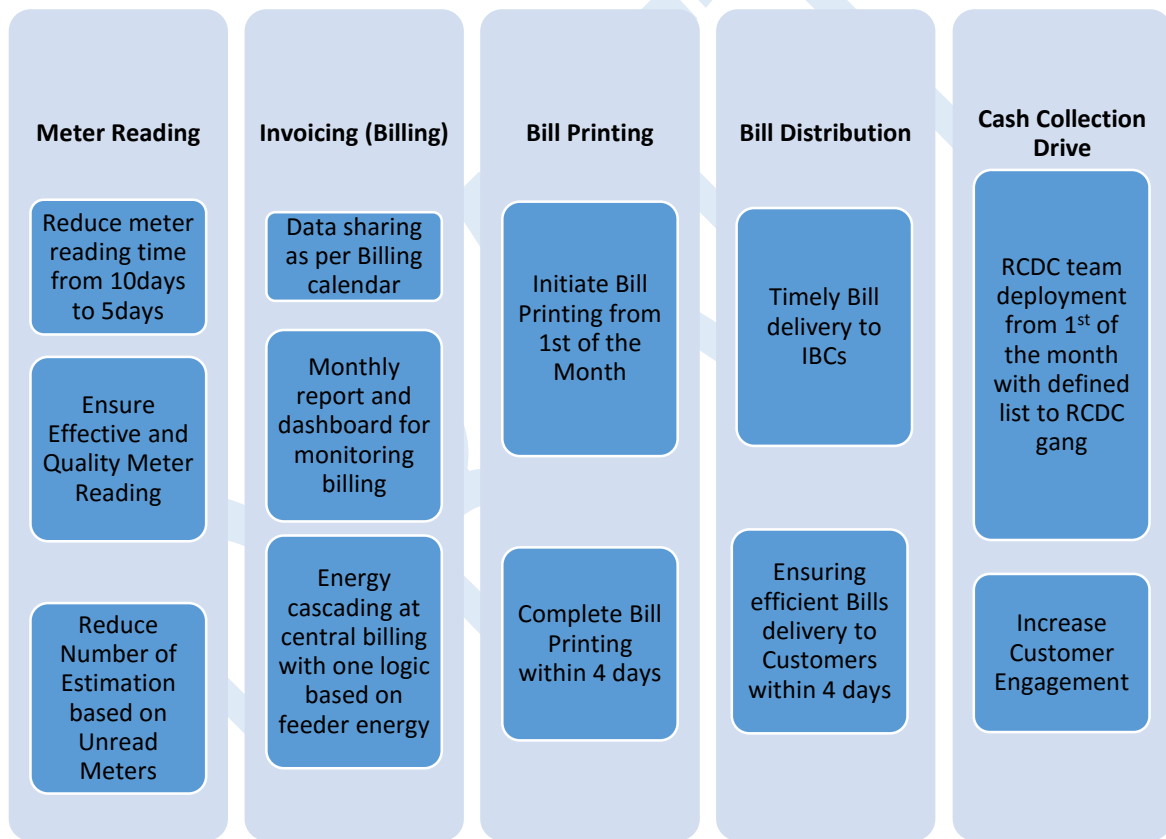 Meter Reading
Reduce meter
reading time
from 10days
to 5days
Ensure
Effective and
Quality Meter
Reading
Reduce
Number of
Estimation
based on
Unread
Meters
Invoicing (Billing)
Data sharing
as per Billing
calendar
Monthly
report and
dashboard for
monitoring
billing
Energy
cascading at
central billing
with one logic
based on
feeder energy
Bill Printing
Initiate Bill
Printing from
1st of the
Month
Complete Bill
Printing
within 4 days
Bill Distribution
Timely Bill
delivery to
IBCs
Ensuring
efficient Bills
delivery to
Customers
within 4 days
Cash Collection
Drive
RCDC team
deployment
from 1st of
the month
with defined
list to RCDC
gang
Increase
Customer
Engagement